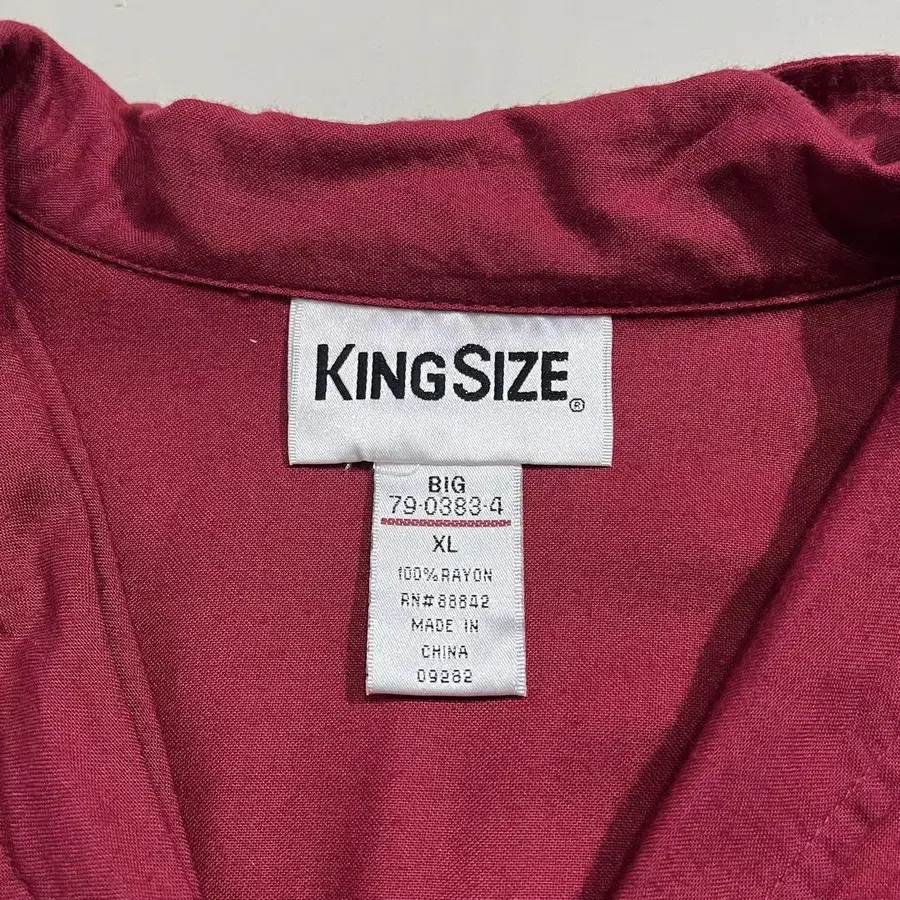 KINGSIZE®
BIG
79-0383-4
XL
100% RAYON
RN#88842
MADE IN
CHINA
09282